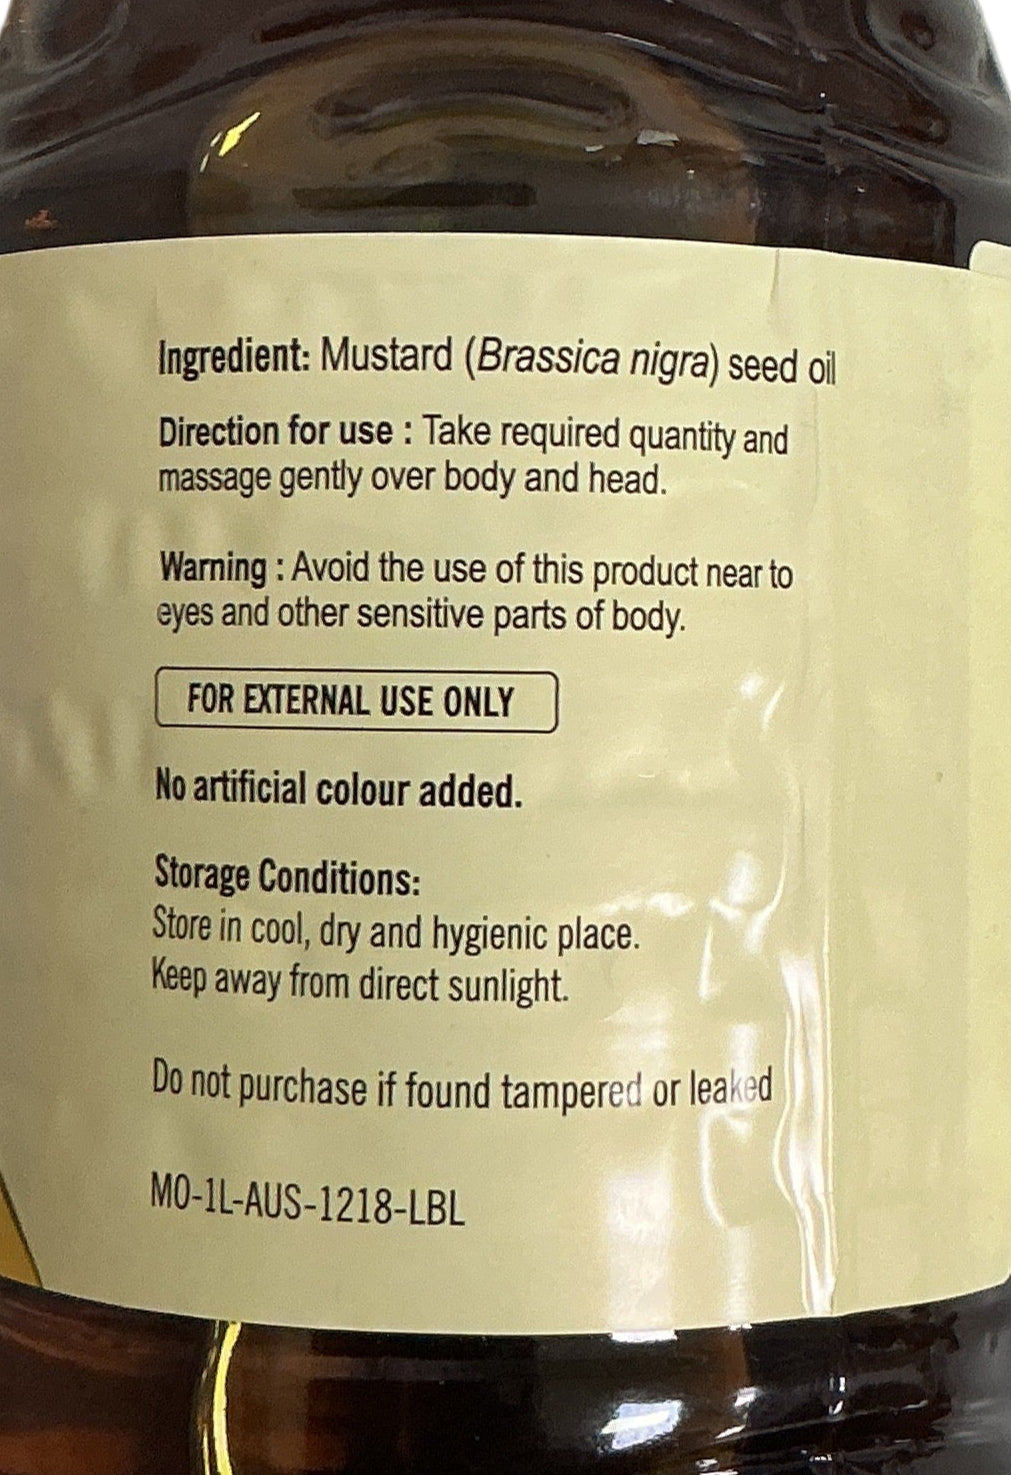 Ingredient: Mustard (Brassica nigra) seed oil
Direction for use : Take required quantity and
massage gently over body and head.
Warning : Avoid the use of this product near to
eyes and other sensitive parts of body.
FOR EXTERNAL USE ONLY
No artificial colour added.
Storage Conditions:
Store in cool, dry and hygienic place.
Keep away from direct sunlight.
Do not purchase if found tampered or leaked
MO-1L-AUS-1218-LBL